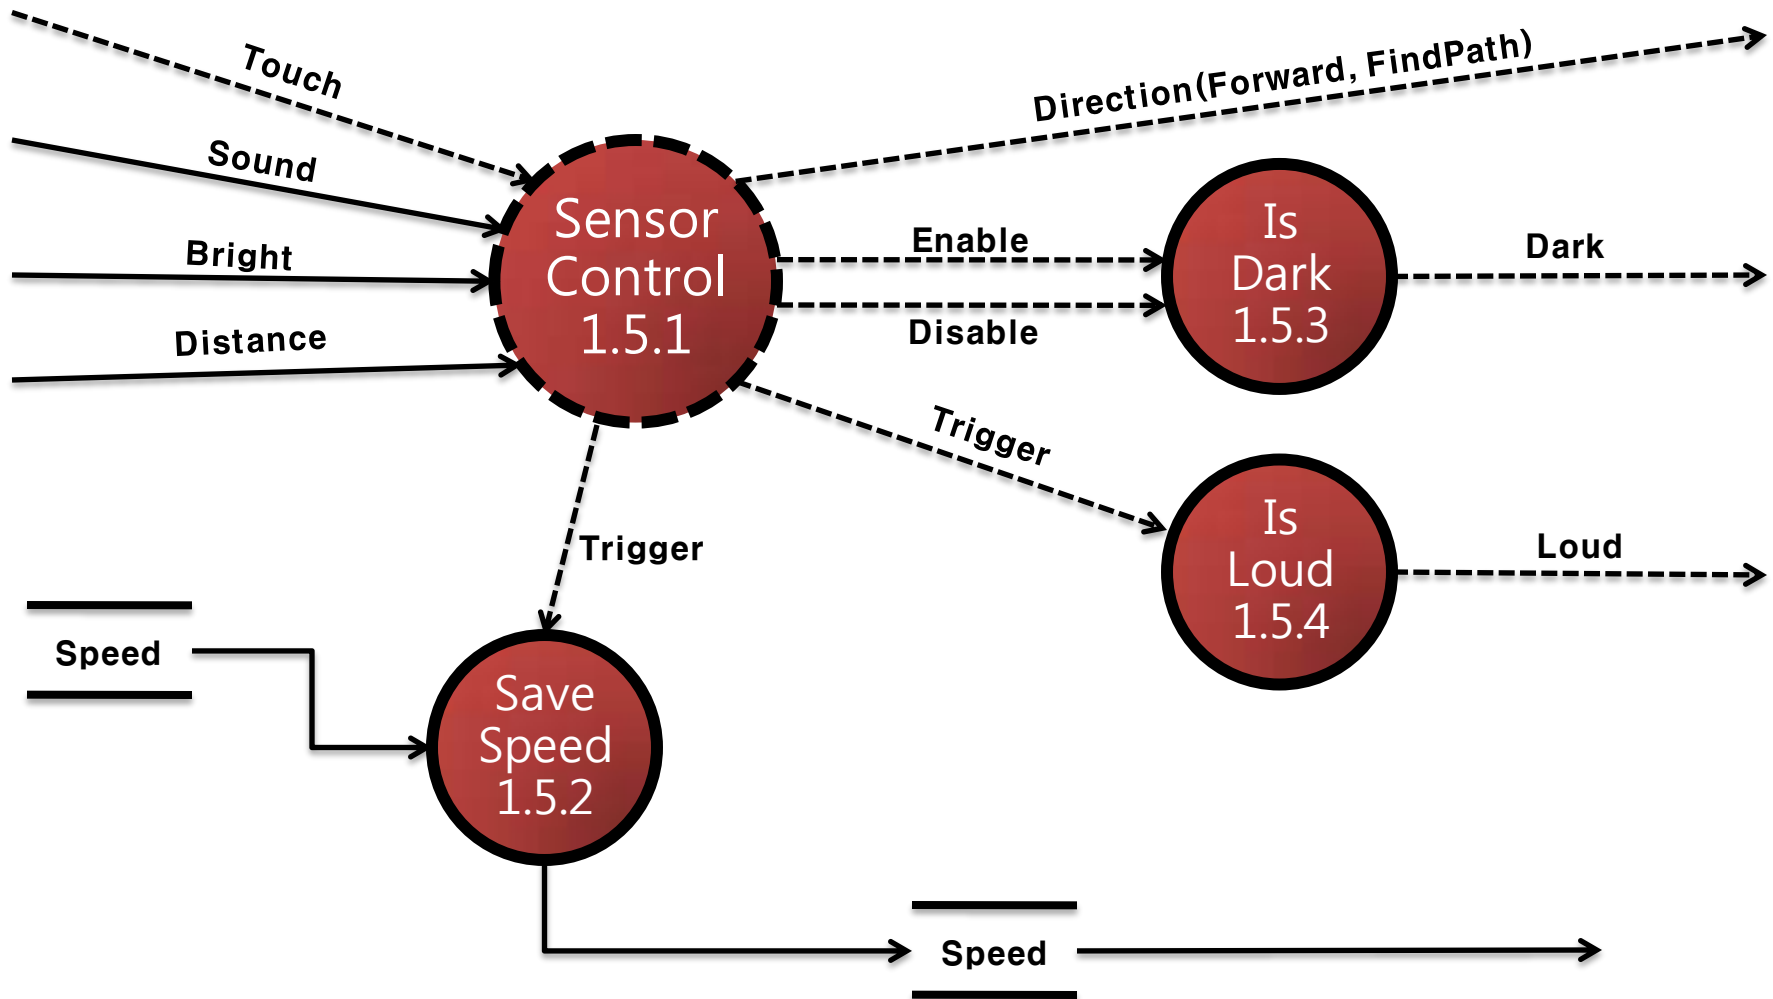 Touch
Direction(Forward, FindPath)
Sound
Bright
Distance
Sensor
Control
1.5.1
Enable
Disable
Is
Dark
1.5.3
Dark
Trigger
Trigger
Is
Loud
1.5.4
Loud
Speed
Save
Speed
1.5.2
Speed